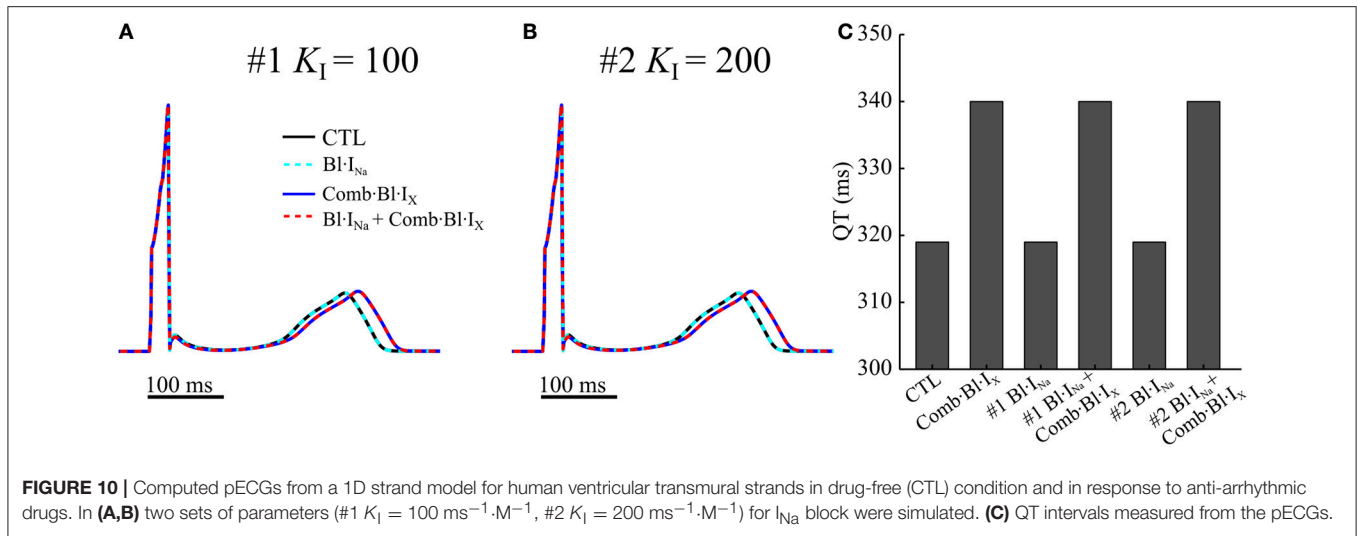 A
#1 K_I = 100
CTL
Bl·I_Na
Comb·Bl·I_X
Bl·I_Na + Comb·Bl·I_X
100 ms
B
#2 K_I = 200
100 ms
C
QT (ms)
350
340
330
320
310
300
CTL
Comb·Bl·I_X
#1 Bl·I_Na
#1 Bl·I_Na +
Comb·Bl·I_X
#2 Bl·I_Na
#2 Bl·I_Na +
Comb·Bl·I_X
FIGURE 10 | Computed pECGs from a 1D strand model for human ventricular transmural strands in drug-free (CTL) condition and in response to anti-arrhythmic
drugs. In (A,B) two sets of parameters (#1 K_I = 100 ms⁻¹·M⁻¹, #2 K_I = 200 ms⁻¹·M⁻¹) for I_Na block were simulated. (C) QT intervals measured from the pECGs.